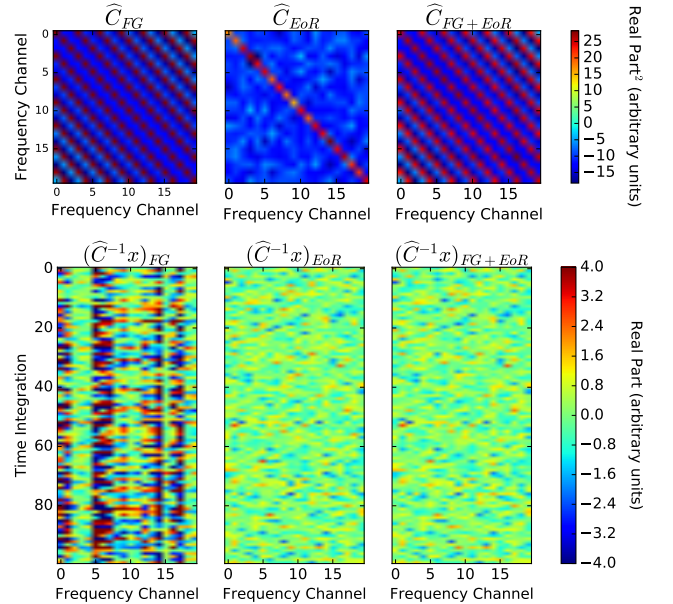 Ĉ_FG Ĉ_EoR Ĉ_FG+EoR
Frequency Channel
0
5
10
15
0 5 10 15
Frequency Channel
0 5 10 15
Frequency Channel
0 5 10 15
Frequency Channel
25
20
15
10
5
0
−5
−10
−15
Real Part² (arbitrary units)
(Ĉ⁻¹x)_FG (Ĉ⁻¹x)_EoR (Ĉ⁻¹x)_FG+EoR
Time Integration
0
20
40
60
80
0 5 10 15
Frequency Channel
0 5 10 15
Frequency Channel
0 5 10 15
Frequency Channel
4.0
3.2
2.4
1.6
0.8
0.0
−0.8
−1.6
−2.4
−3.2
−4.0
Real Part (arbitrary units)